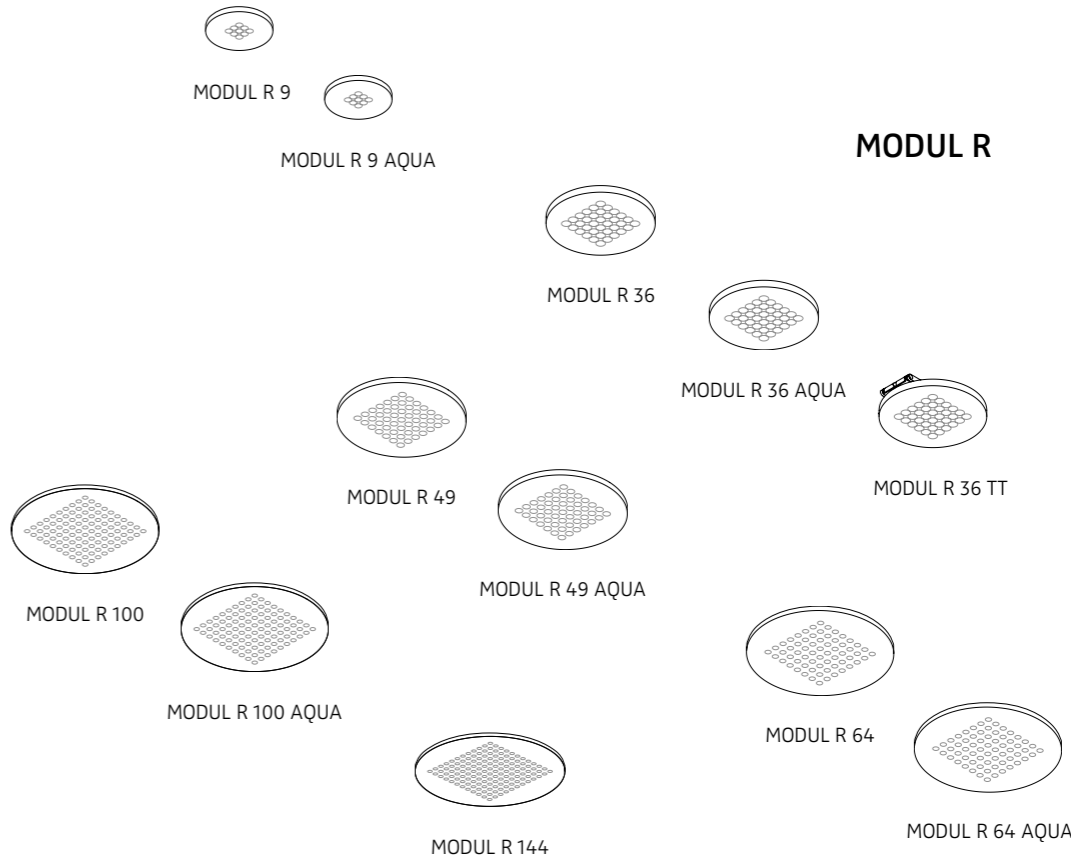 MODUL R 9
MODUL R 9 AQUA
MODUL R
MODUL R 36
MODUL R 36 AQUA
MODUL R 36 TT
MODUL R 49
MODUL R 49 AQUA
MODUL R 100
MODUL R 100 AQUA
MODUL R 64
MODUL R 64 AQUA
MODUL R 144